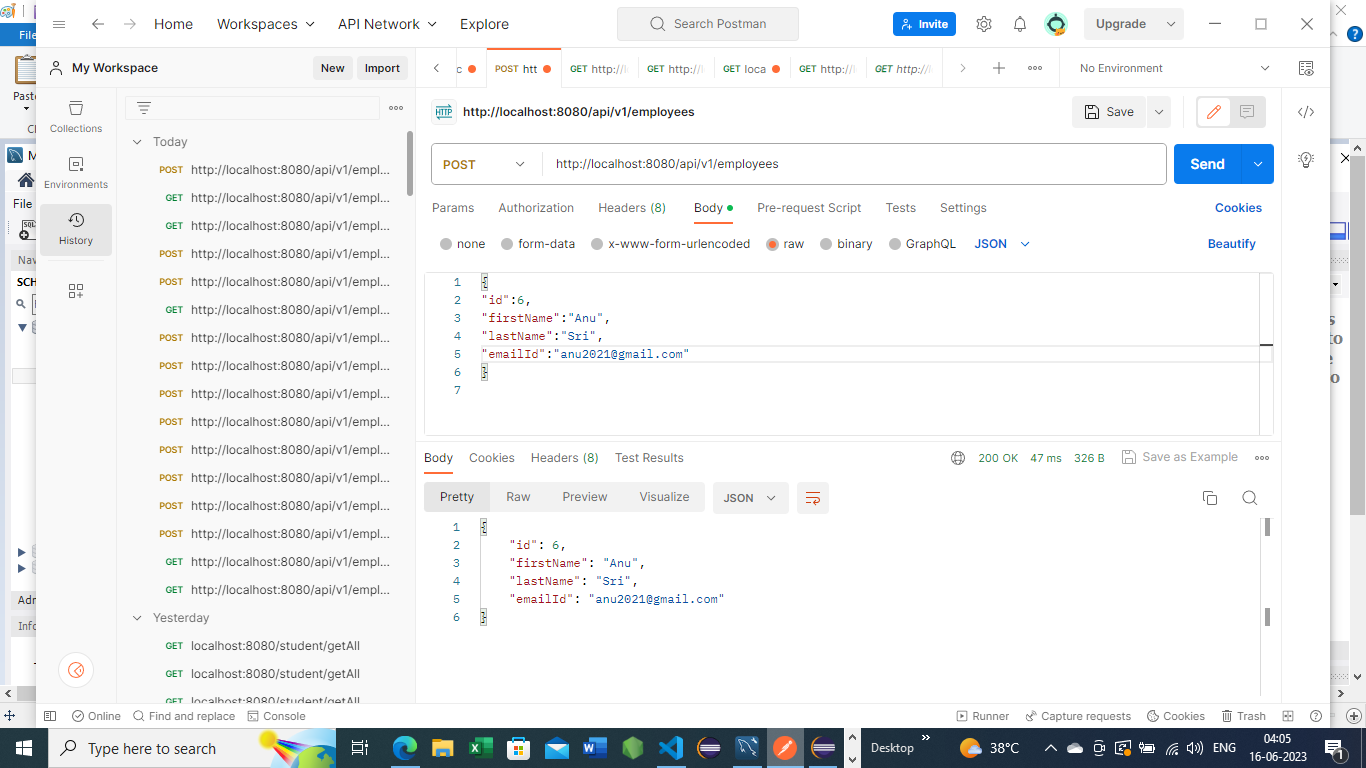 File
Home
Workspaces
API Network
Explore
Search Postman
Invite
Upgrade
My Workspace
New
Import
c
POST htt
GET http://l
GET http://l
GET loca
GET http://l
GET http://l
No Environment
Collections
Environments
History
HTTP http://localhost:8080/api/v1/employees
Save
POST
http://localhost:8080/api/v1/employees
Send
Params
Authorization
Headers (8)
Body
Pre-request Script
Tests
Settings
Cookies
none
form-data
x-www-form-urlencoded
raw
binary
GraphQL
JSON
Beautify
1 {
2 "id":6,
3 "firstName":"Anu",
4 "lastName":"Sri",
5 "emailId":"anu2021@gmail.com"
6 }
7
Today
POST http://localhost:8080/api/v1/empl...
GET http://localhost:8080/api/v1/empl...
GET http://localhost:8080/api/v1/empl...
POST http://localhost:8080/api/v1/empl...
POST http://localhost:8080/api/v1/empl...
GET http://localhost:8080/api/v1/empl...
POST http://localhost:8080/api/v1/empl...
POST http://localhost:8080/api/v1/empl...
POST http://localhost:8080/api/v1/empl...
POST http://localhost:8080/api/v1/empl...
POST http://localhost:8080/api/v1/empl...
POST http://localhost:8080/api/v1/empl...
POST http://localhost:8080/api/v1/empl...
POST http://localhost:8080/api/v1/empl...
GET http://localhost:8080/api/v1/empl...
GET http://localhost:8080/api/v1/empl...
Yesterday
GET localhost:8080/student/getAll
GET localhost:8080/student/getAll
GET localhost:8080/student/getAll
Body
Cookies
Headers (8)
Test Results
200 OK
47 ms
326 B
Save as Example
Pretty
Raw
Preview
Visualize
JSON
1 {
2 "id": 6,
3 "firstName": "Anu",
4 "lastName": "Sri",
5 "emailId": "anu2021@gmail.com"
6 }
Online
Find and replace
Console
Runner
Capture requests
Cookies
Trash
Past
File
Nav
SCH
Adr
Info
to
Type here to search
Desktop
38°C
ENG
04:05
16-06-2023
1